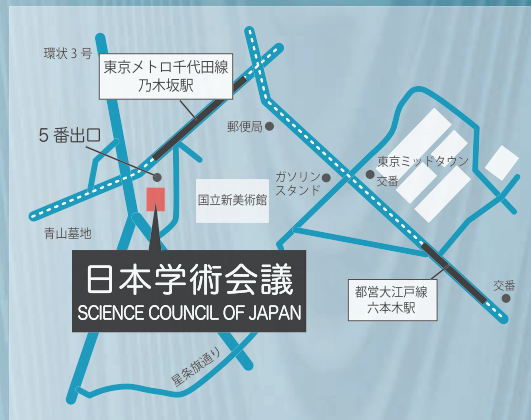 環状3号
東京メトロ千代田線
乃木坂駅
5番出口
郵便局
ガソリン
スタンド
東京ミッドタウン
交番
国立新美術館
青山墓地
日本学術会議
SCIENCE COUNCIL OF JAPAN
都営大江戸線
六本木駅
交番
星条旗通り